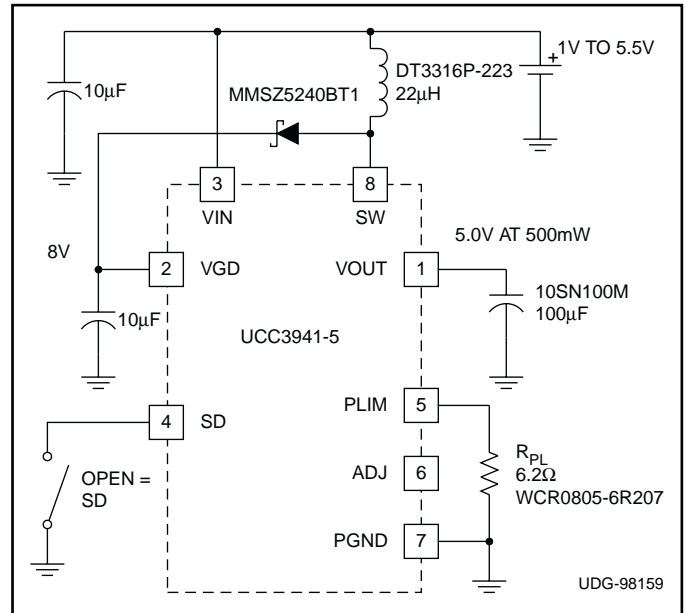 1V TO 5.5V
+
DT3316P-223
22µH
10µF
MMSZ5240BT1
3
8
VIN
SW
8V
5.0V AT 500mW
2
VGD
VOUT
1
10SN100M
100µF
10µF
UCC3941-5
4
SD
PLIM
5
OPEN =
SD
ADJ
6
RPL
6.2Ω
WCR0805-6R207
PGND
7
UDG-98159